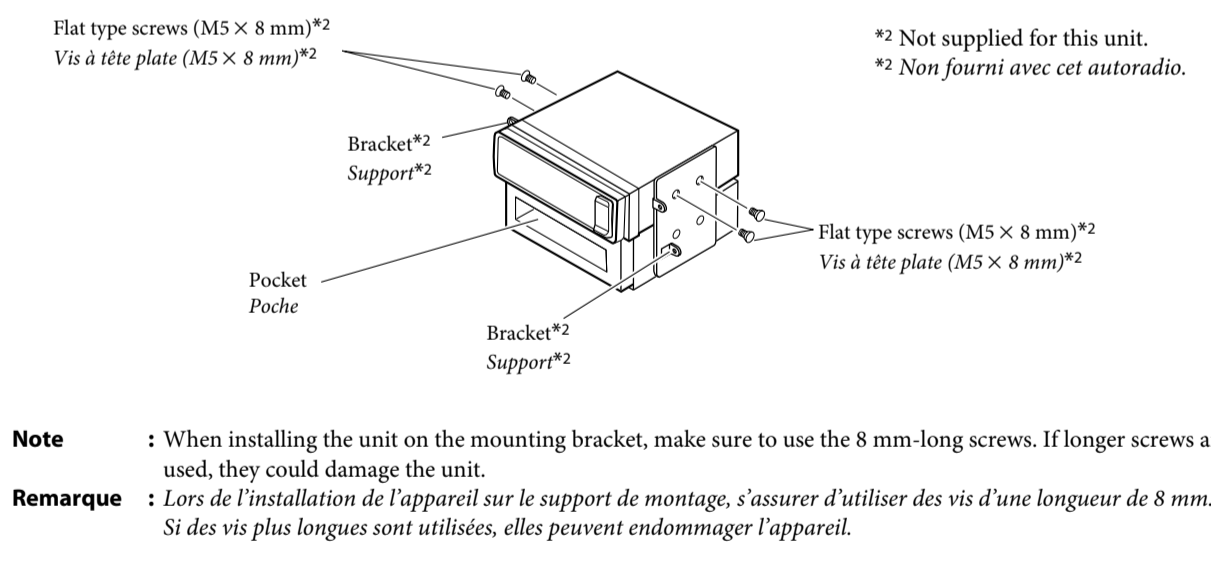 Flat type screws (M5 × 8 mm)*2
Vis à tête plate (M5 × 8 mm)*2
*2 Not supplied for this unit.
*2 Non fourni avec cet autoradio.
Bracket*2
Support*2
Flat type screws (M5 × 8 mm)*2
Vis à tête plate (M5 × 8 mm)*2
Pocket
Poche
Bracket*2
Support*2
Note : When installing the unit on the mounting bracket, make sure to use the 8 mm-long screws. If longer screws a
used, they could damage the unit.
Remarque : Lors de l'installation de l'appareil sur le support de montage, s'assurer d'utiliser des vis d'une longueur de 8 mm.
Si des vis plus longues sont utilisées, elles peuvent endommager l'appareil.